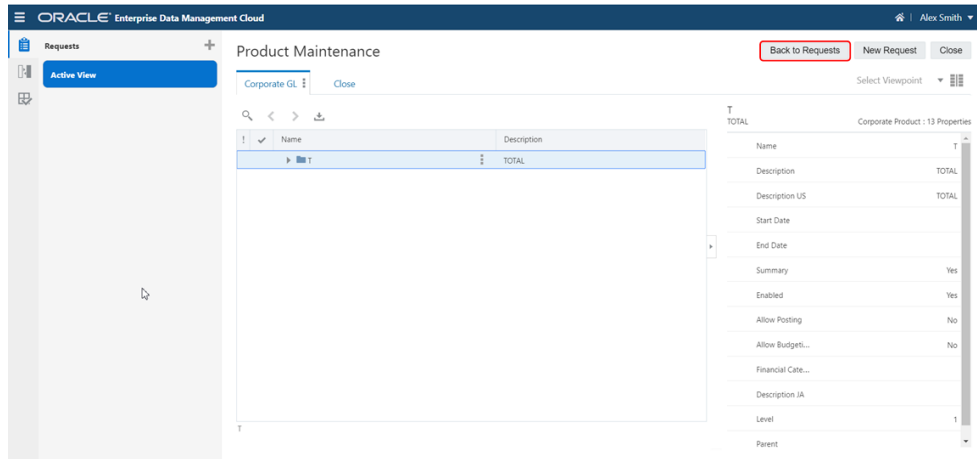 ORACLE' Enterprise Data Management Cloud
Alex Smith
Requests
Product Maintenance
Back to Requests
New Request
Close
Active View
Corporate GL
Close
Select Viewpoint
T
TOTAL
Corporate Product : 13 Properties
! Name Description
T TOTAL
Name T
Description TOTAL
Description US TOTAL
Start Date
End Date
Summary Yes
Enabled Yes
Allow Posting No
Allow Budgeti... No
Financial Cate...
Description JA
Level 1
Parent
T